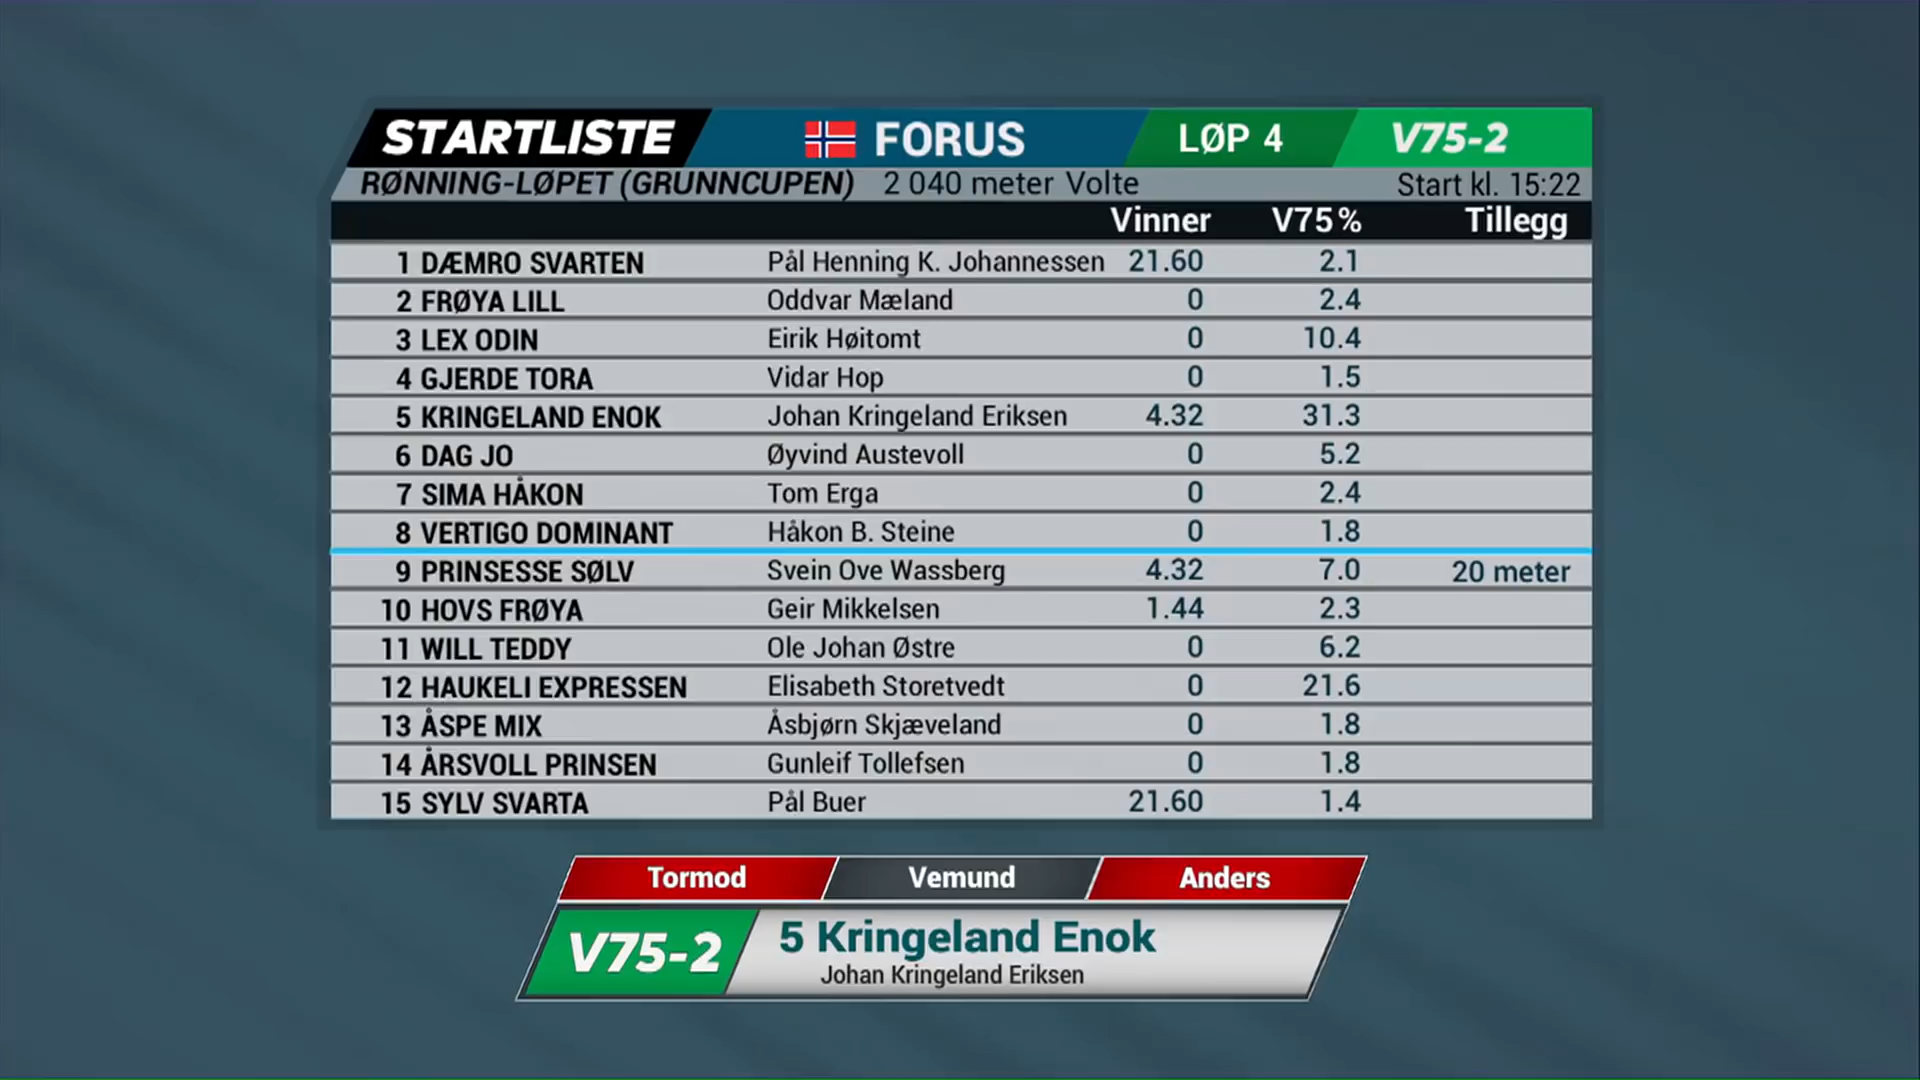 STARTLISTE FORUS LØP 4 V75-2
RØNNING-LØPET (GRUNNCUPEN) 2 040 meter Volte Start kl. 15:22
Vinner V75% Tillegg
1 DÆMRO SVARTEN Pål Henning K. Johannessen 21.60 2.1
2 FRØYA LILL Oddvar Mæland 0 2.4
3 LEX ODIN Eirik Høitomt 0 10.4
4 GJERDE TORA Vidar Hop 0 1.5
5 KRINGELAND ENOK Johan Kringeland Eriksen 4.32 31.3
6 DAG JO Øyvind Austevoll 0 5.2
7 SIMA HÅKON Tom Erga 0 2.4
8 VERTIGO DOMINANT Håkon B. Steine 0 1.8
9 PRINSESSE SØLV Svein Ove Wassberg 4.32 7.0 20 meter
10 HOVS FRØYA Geir Mikkelsen 1.44 2.3
11 WILL TEDDY Ole Johan Østre 0 6.2
12 HAUKELI EXPRESSEN Elisabeth Storetvedt 0 21.6
13 ÅSPE MIX Åsbjørn Skjæveland 0 1.8
14 ÅRSVOLL PRINSEN Gunleif Tollefsen 0 1.8
15 SYLV SVARTA Pål Buer 21.60 1.4
Tormod Vemund Anders
V75-2 5 Kringeland Enok
Johan Kringeland Eriksen